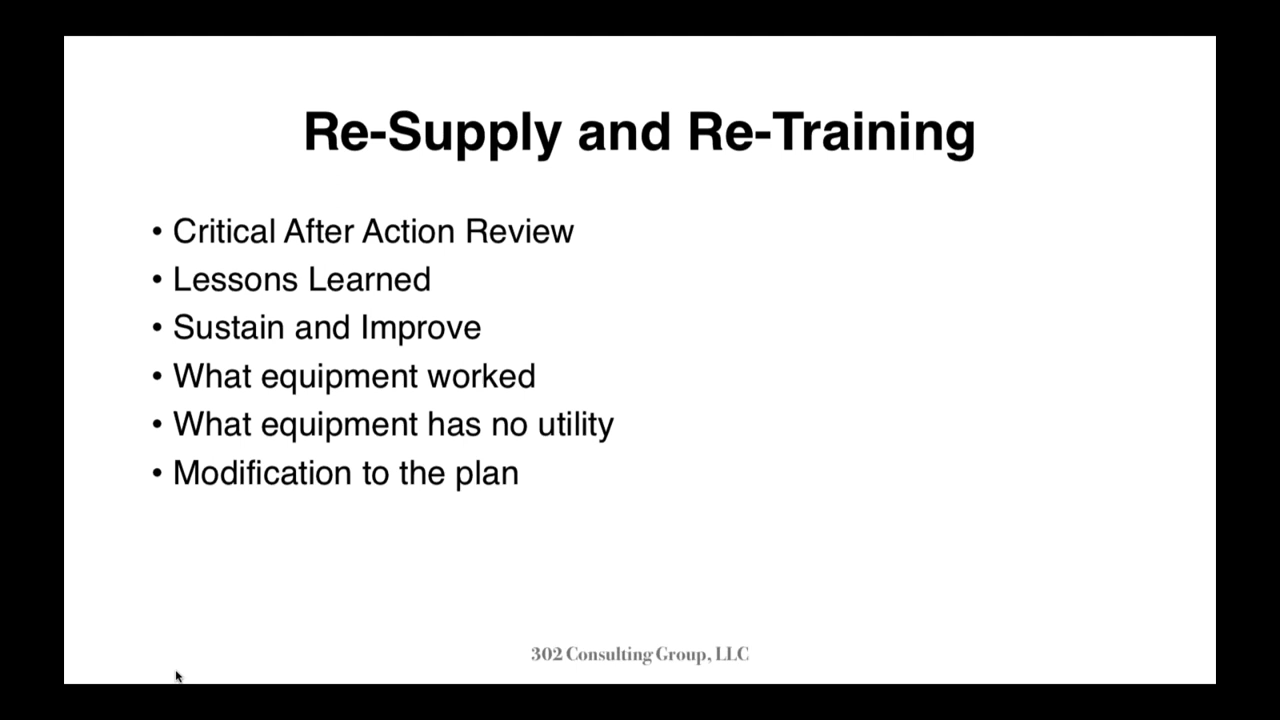 Re-Supply and Re-Training
• Critical After Action Review
• Lessons Learned
• Sustain and Improve
• What equipment worked
• What equipment has no utility
• Modification to the plan
302 Consulting Group, LLC